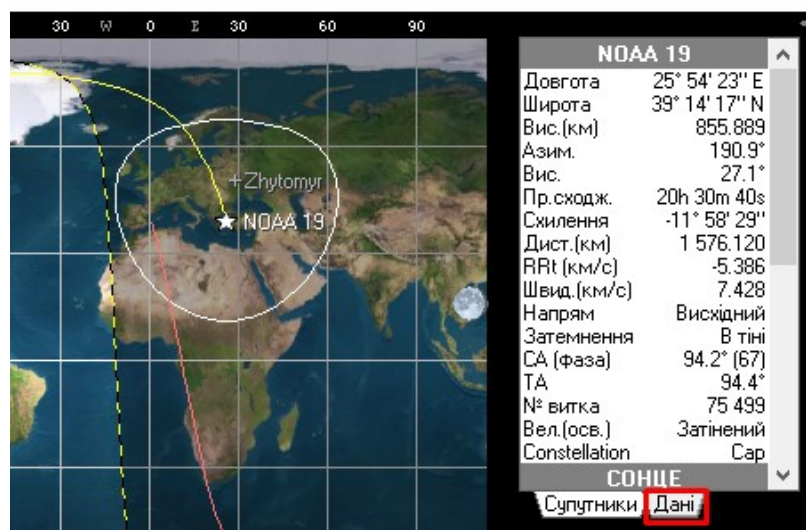 30 W 0 E 30 60 90
+Zhytomyr
NOAA 19
NOAA 19
Довгота 25° 54' 23'' E
Широта 39° 14' 17'' N
Вис.(км) 855.889
Азим. 190.9°
Вис. 27.1°
Пр.сходж. 20h 30m 40s
Схилення -11° 58' 29''
Дист.(км) 1 576.120
RRt (км/с) -5.386
Швид.(км/с) 7.428
Напрям Висхідний
Затемнення В тіні
СА (фаза) 94.2° (67)
ТА 94.4°
№ витка 75 499
Вел.(осв.) Затінений
Constellation Cap
СОНЦЕ
Супутники Дані